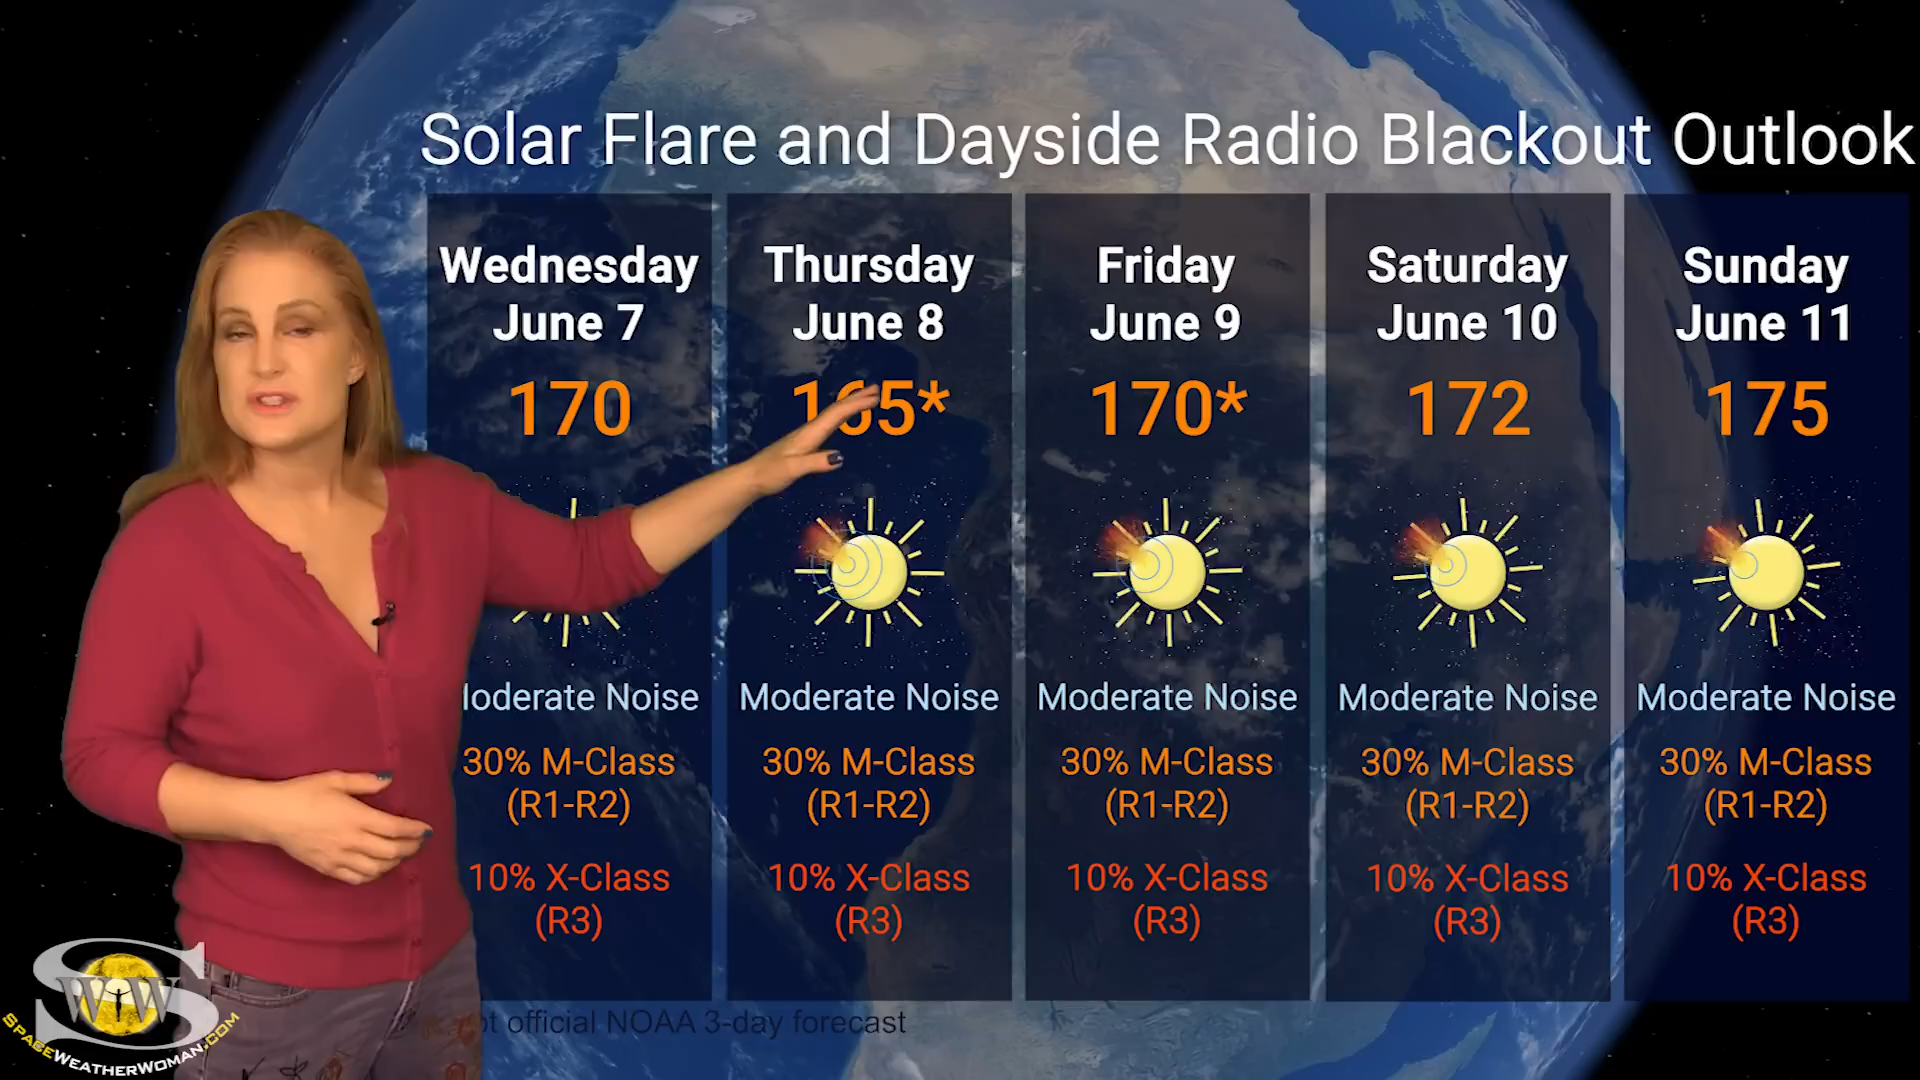 Solar Flare and Dayside Radio Blackout Outlook
Wednesday
June 7
170
Noise
30% M-Class
(R1-R2)
10% X-Class
(R3)
Thursday
June 8
165*
Moderate Noise
30% M-Class
(R1-R2)
10% X-Class
(R3)
Friday
June 9
170*
Moderate Noise
30% M-Class
(R1-R2)
10% X-Class
(R3)
Saturday
June 10
172
Moderate Noise
30% M-Class
(R1-R2)
10% X-Class
(R3)
Sunday
June 11
175
Moderate Noise
30% M-Class
(R1-R2)
10% X-Class
(R3)
official NOAA 3-day forecast
SWW
SPACEWEATHERWOMAN.COM